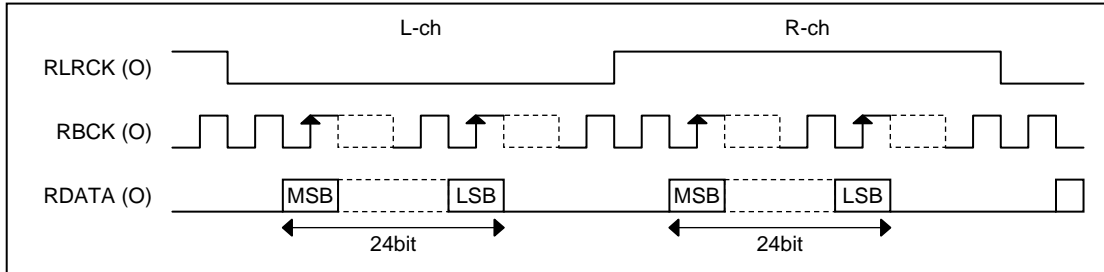 L-ch R-ch
RLRCK (O)
RBCK (O)
RDATA (O) MSB LSB MSB LSB
24bit 24bit